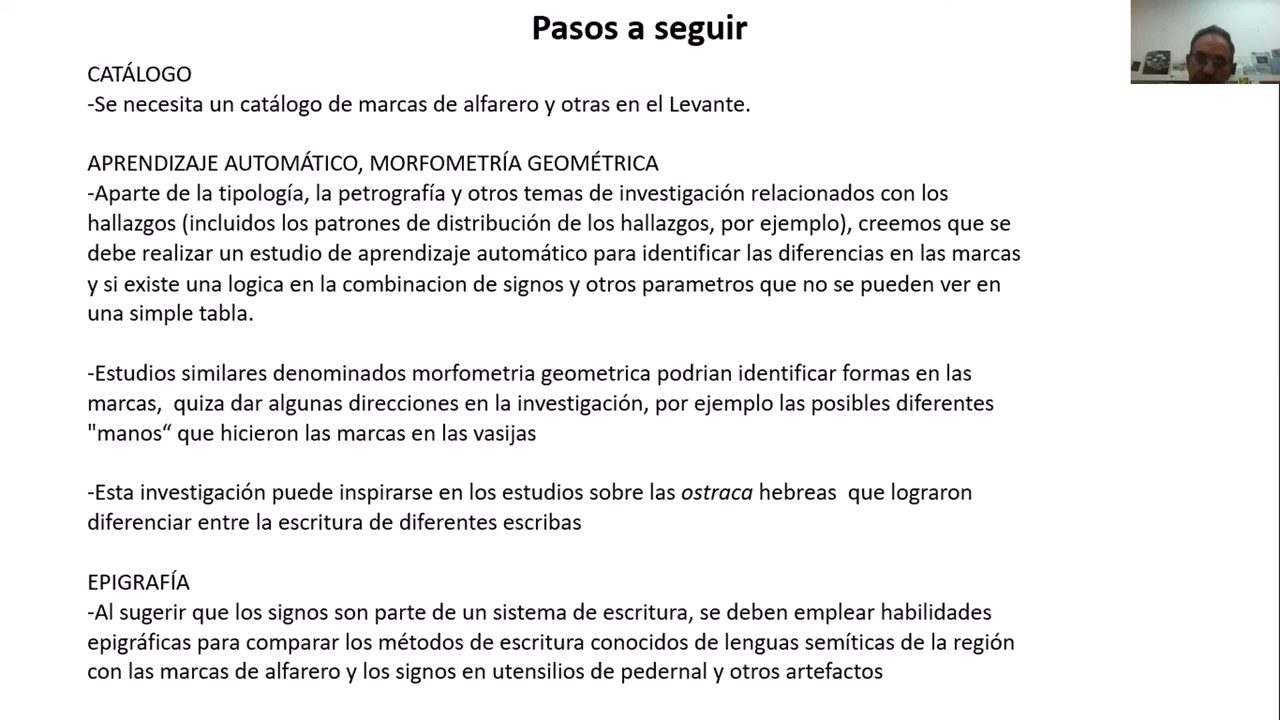 Pasos a seguir
CATÁLOGO
-Se necesita un catálogo de marcas de alfarero y otras en el Levante.
APRENDIZAJE AUTOMÁTICO, MORFOMETRÍA GEOMÉTRICA
-Aparte de la tipología, la petrografía y otros temas de investigación relacionados con los
hallazgos (incluidos los patrones de distribución de los hallazgos, por ejemplo), creemos que se
debe realizar un estudio de aprendizaje automático para identificar las diferencias en las marcas
y si existe una logica en la combinacion de signos y otros parametros que no se pueden ver en
una simple tabla.
-Estudios similares denominados morfometria geometrica podrian identificar formas en las
marcas,  quiza dar algunas direcciones en la investigación, por ejemplo las posibles diferentes
"manos“ que hicieron las marcas en las vasijas
-Esta investigación puede inspirarse en los estudios sobre las ostraca hebreas  que lograron
diferenciar entre la escritura de diferentes escribas
EPIGRAFÍA
-Al sugerir que los signos son parte de un sistema de escritura, se deben emplear habilidades
epigráficas para comparar los métodos de escritura conocidos de lenguas semíticas de la región
con las marcas de alfarero y los signos en utensilios de pedernal y otros artefactos